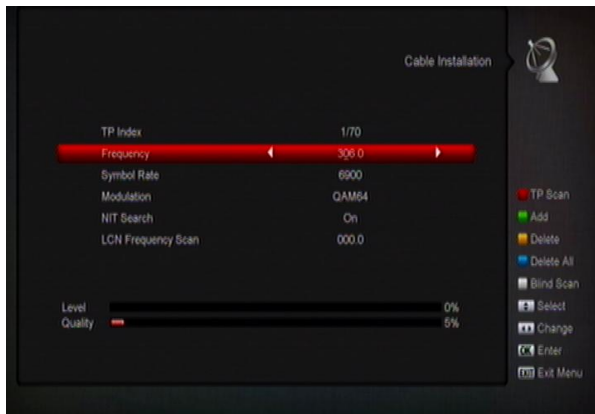 Cable Installation
TP Index 1/70
Frequency 306.0
Symbol Rate 6900
Modulation QAM64
NIT Search On
LCN Frequency Scan 000.0
TP Scan
Add
Delete
Delete All
Blind Scan
Select
Change
OK Enter
EXIT Exit Menu
Level 0%
Quality 5%